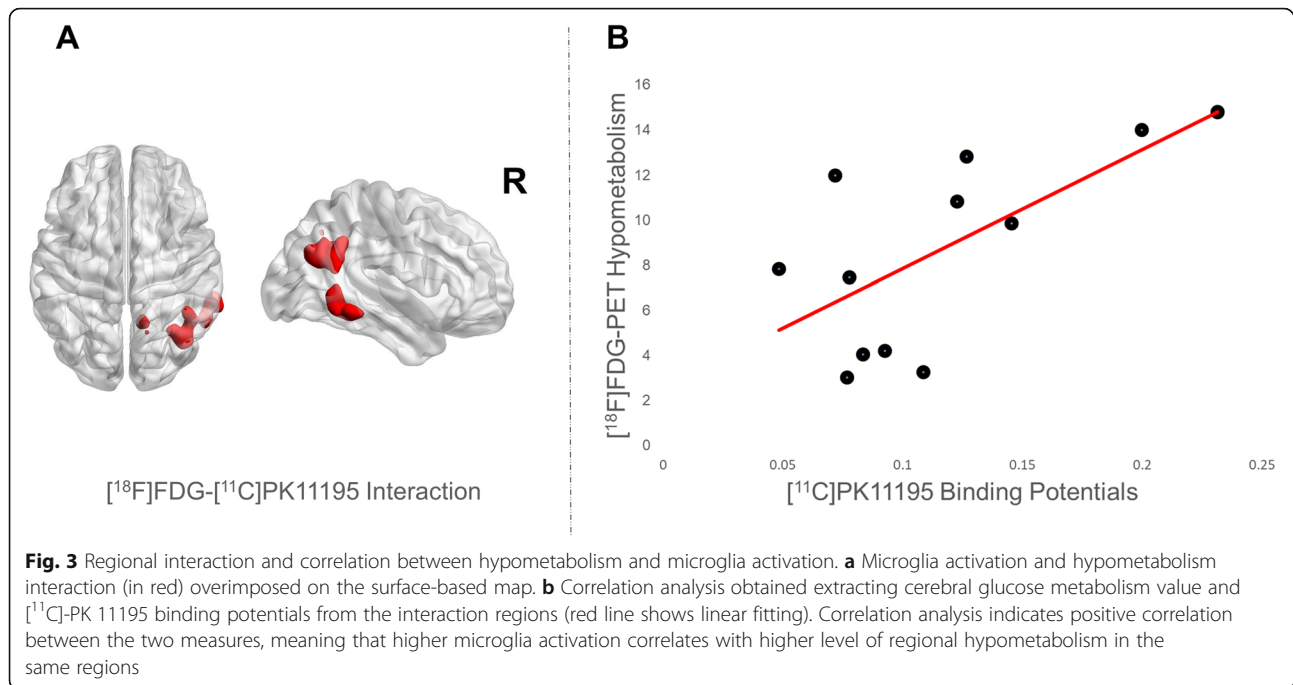 A
B
R
[¹⁸F]FDG-[¹¹C]PK11195 Interaction
[¹⁸F]FDG-PET Hypometabolism
16
14
12
10
8
6
4
2
0
0
0.05
0.1
0.15
0.2
0.25
[¹¹C]PK11195 Binding Potentials
Fig. 3 Regional interaction and correlation between hypometabolism and microglia activation. a Microglia activation and hypometabolism
interaction (in red) overimposed on the surface-based map. b Correlation analysis obtained extracting cerebral glucose metabolism value and
[¹¹C]-PK 11195 binding potentials from the interaction regions (red line shows linear fitting). Correlation analysis indicates positive correlation
between the two measures, meaning that higher microglia activation correlates with higher level of regional hypometabolism in the
same regions